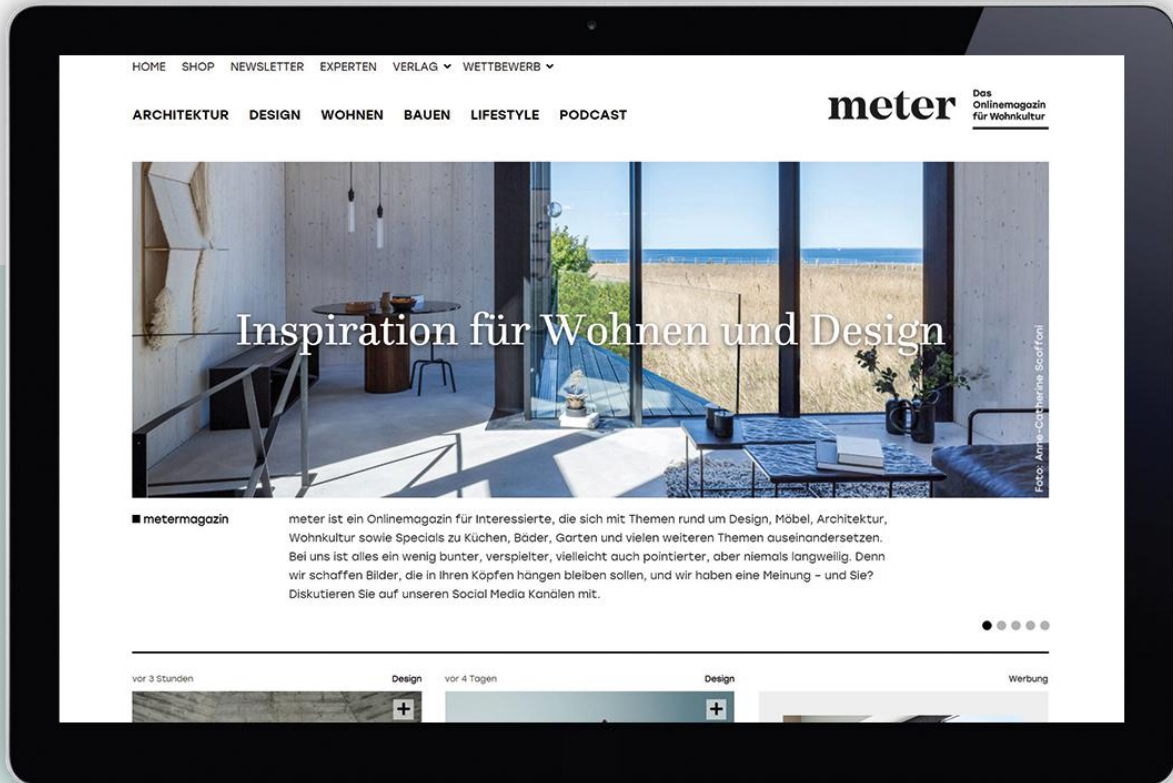 HOME SHOP NEWSLETTER EXPERTEN VERLAG WETTBEWERB
ARCHITEKTUR DESIGN WOHNEN BAUEN LIFESTYLE PODCAST
meter
Das
Onlinemagazin
für Wohnkultur
Inspiration für Wohnen und Design
Foto: Anne-Catherine Scoffoni
metermagazin
meter ist ein Onlinemagazin für Interessierte, die sich mit Themen rund um Design, Möbel, Architektur,
Wohnkultur sowie Specials zu Küchen, Bäder, Garten und vielen weiteren Themen auseinandersetzen.
Bei uns ist alles ein wenig bunter, verspielter, vielleicht auch pointierter, aber niemals langweilig. Denn
wir schaffen Bilder, die in Ihren Köpfen hängen bleiben sollen, und wir haben eine Meinung – und Sie?
Diskutieren Sie auf unseren Social Media Kanälen mit.
vor 3 Stunden Design
vor 4 Tagen Design
Werbung